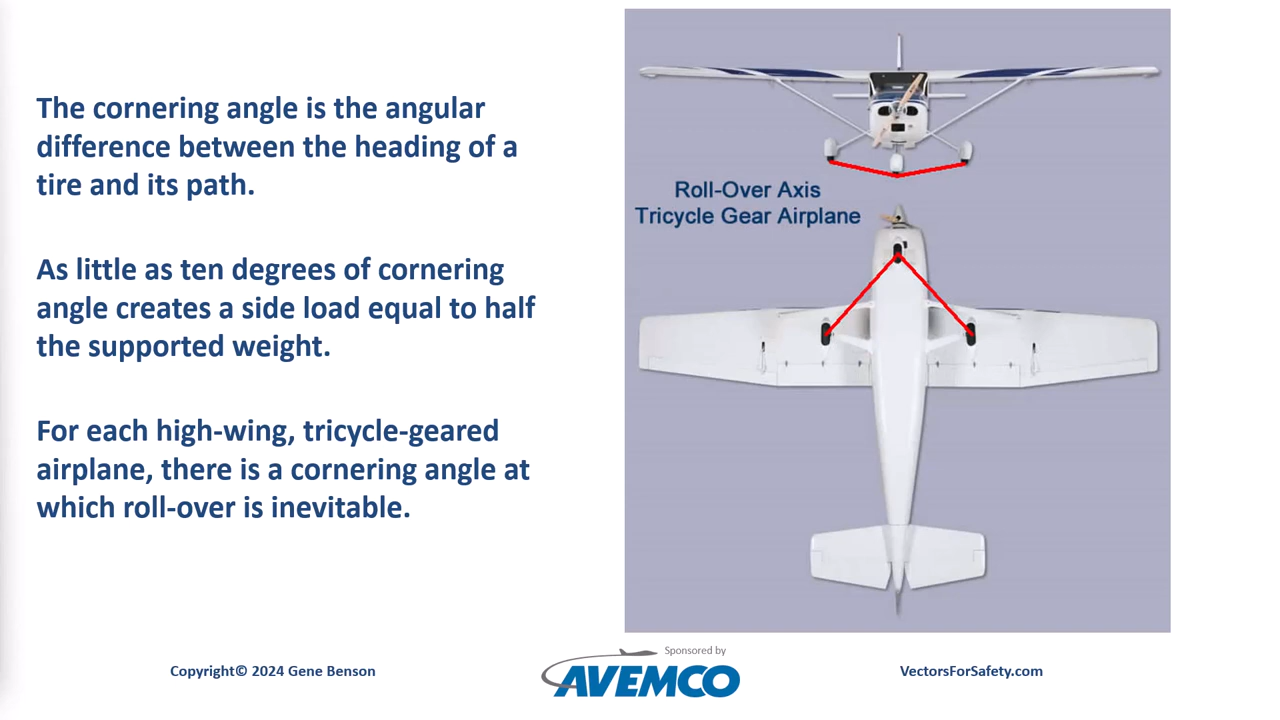 The cornering angle is the angular
difference between the heading of a
tire and its path.
As little as ten degrees of cornering
angle creates a side load equal to half
the supported weight.
For each high-wing, tricycle-geared
airplane, there is a cornering angle at
which roll-over is inevitable.
Roll-Over Axis
Tricycle Gear Airplane
Copyright© 2024 Gene Benson
Sponsored by
AVEMCO
VectorsForSafety.com